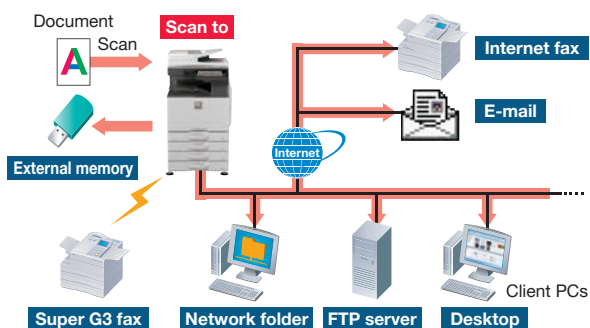 Document
Scan to
Scan
A
Internet fax
E-mail
External memory
Internet
Client PCs
Super G3 fax
Network folder
FTP server
Desktop